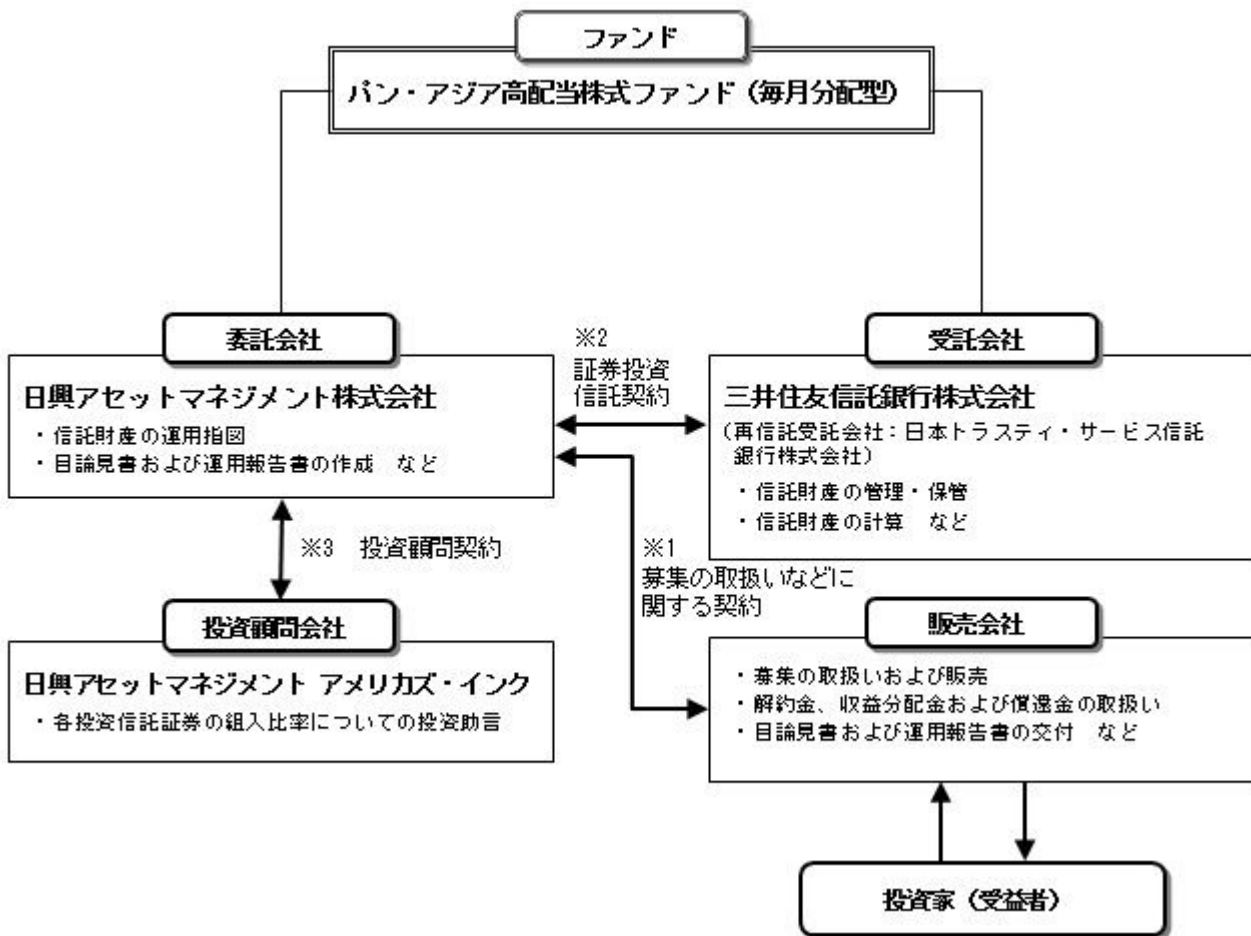 ファンド
パン・アジア高配当株式ファンド（毎月分配型）
委託会社
日興アセットマネジメント株式会社
・信託財産の運用指図
・目論見書および運用報告書の作成　など
※2
証券投資
信託契約
受託会社
三井住友信託銀行株式会社
（再信託受託会社：日本トラスティ・サービス信託
銀行株式会社）
・信託財産の管理・保管
・信託財産の計算　など
※3　投資顧問契約
※1
募集の取扱いなどに
関する契約
投資顧問会社
日興アセットマネジメント アメリカズ・インク
・各投資信託証券の組入比率についての投資助言
販売会社
・募集の取扱いおよび販売
・解約金、収益分配金および償還金の取扱い
・目論見書および運用報告書の交付　など
投資家（受益者）